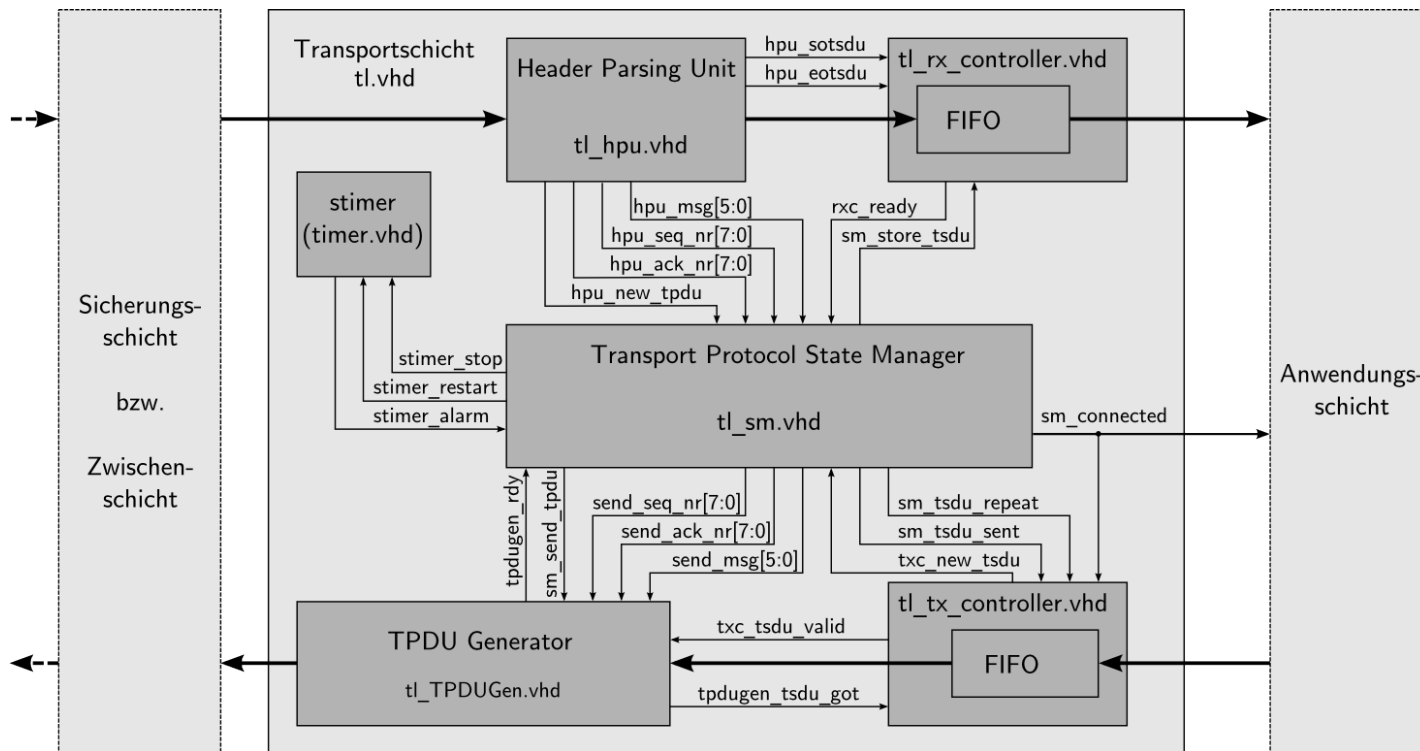 Transportschicht
tl.vhd
Header Parsing Unit
tl_hpu.vhd
hpu_sotsdu
hpu_eotsdu
tl_rx_controller.vhd
FIFO
stimer
(timer.vhd)
hpu_msg[5:0]
hpu_seq_nr[7:0]
hpu_ack_nr[7:0]
hpu_new_tpdu
rxc_ready
sm_store_tsdu
Sicherungs-
schicht
bzw.
Zwischen-
schicht
stimer_stop
stimer_restart
stimer_alarm
Transport Protocol State Manager
tl_sm.vhd
sm_connected
Anwendungs-
schicht
tpdugen_rdy
sm_send_tpdu
send_seq_nr[7:0]
send_ack_nr[7:0]
send_msg[5:0]
sm_tsdu_repeat
sm_tsdu_sent
txc_new_tsdu
TPDU Generator
tl_TPDUGen.vhd
txc_tsdu_valid
tpdugen_tsdu_got
tl_tx_controller.vhd
FIFO